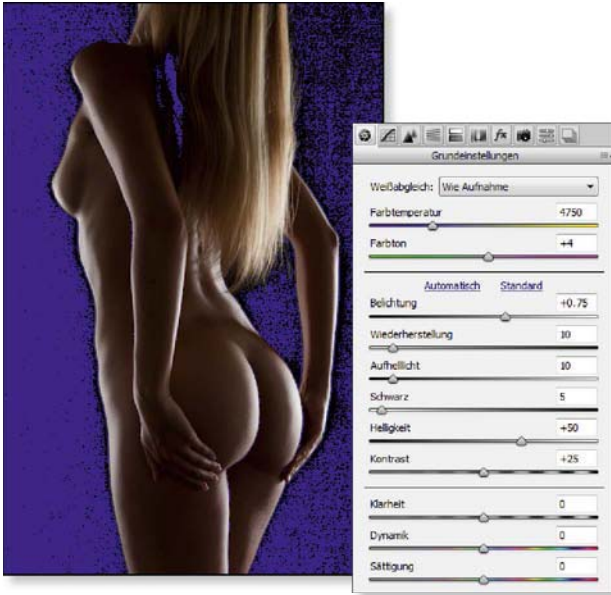 fx
Grundeinstellungen
Weißabgleich: Wie Aufnahme
Farbtemperatur 4750
Farbton +4
Automatisch Standard
Belichtung +0.75
Wiederherstellung 10
Aufhelllicht 10
Schwarz 5
Helligkeit +50
Kontrast +25
Klarheit 0
Dynamik 0
Sättigung 0